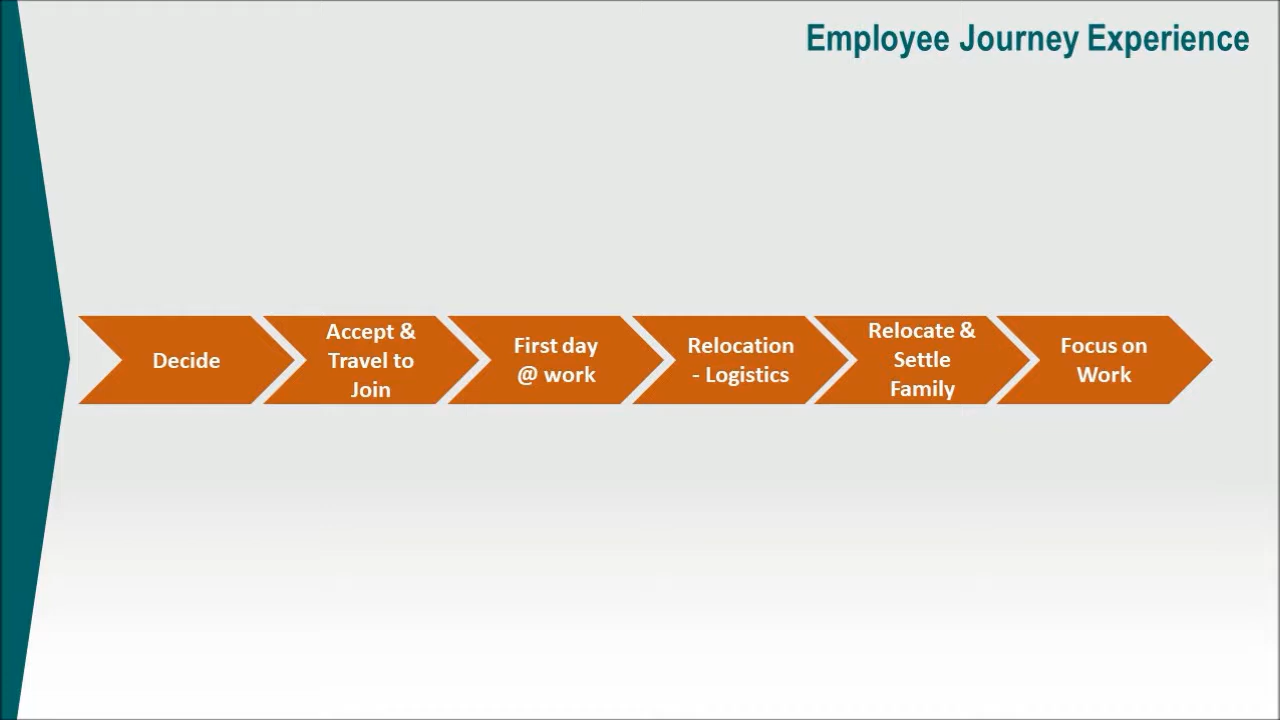 Employee Journey Experience
Decide
Accept &
Travel to
Join
First day
@ work
Relocation
- Logistics
Relocate &
Settle
Family
Focus on
Work